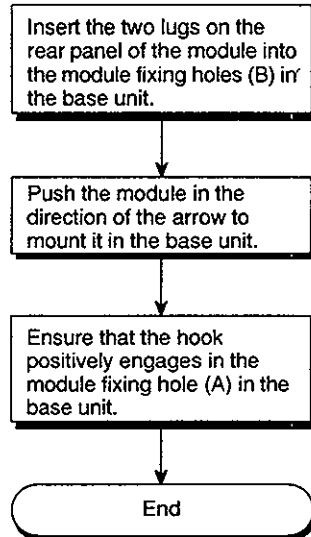 Insert the two lugs on the
rear panel of the module into
the module fixing holes (B) in
the base unit.
Push the module in the
direction of the arrow to
mount it in the base unit.
Ensure that the hook
positively engages in the
module fixing hole (A) in the
base unit.
End